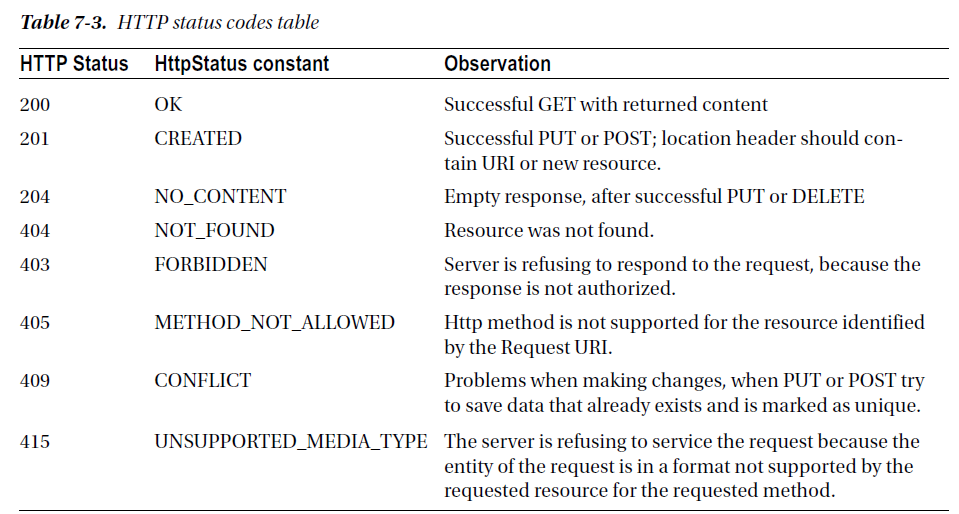 Table 7-3. HTTP status codes table
HTTP Status HttpStatus constant Observation
200 OK Successful GET with returned content
201 CREATED Successful PUT or POST; location header should con-
tain URI or new resource.
204 NO_CONTENT Empty response, after successful PUT or DELETE
404 NOT_FOUND Resource was not found.
403 FORBIDDEN Server is refusing to respond to the request, because the
response is not authorized.
405 METHOD_NOT_ALLOWED Http method is not supported for the resource identified
by the Request URI.
409 CONFLICT Problems when making changes, when PUT or POST try
to save data that already exists and is marked as unique.
415 UNSUPPORTED_MEDIA_TYPE The server is refusing to service the request because the
entity of the request is in a format not supported by the
requested resource for the requested method.